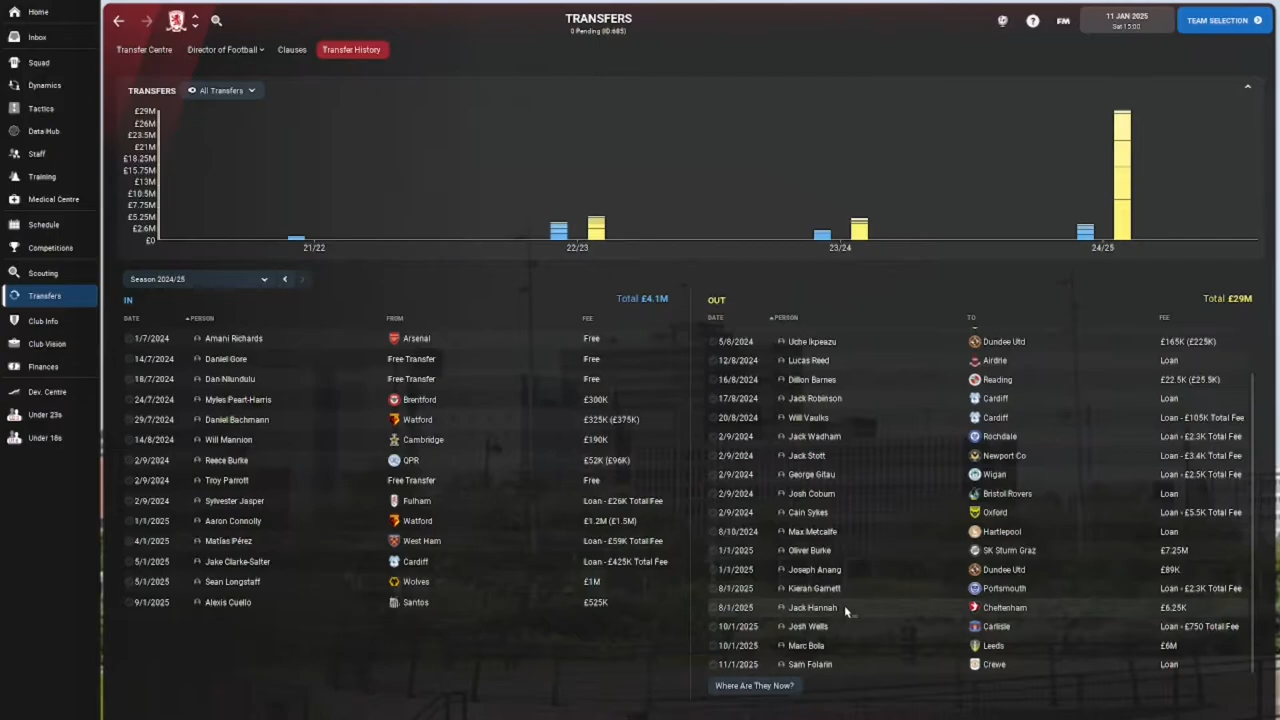 Home
Inbox
Squad
Dynamics
Tactics
Data Hub
Staff
Training
Medical Centre
Schedule
Competitions
Scouting
Transfers
Club Info
Club Vision
Finances
Dev. Centre
Under 23s
Under 18s
TRANSFERS
0 Pending (ID:685)
?
FM
11 JAN 2025
Sat 15:00
TEAM SELECTION
Transfer Centre Director of Football Clauses Transfer History
TRANSFERS All Transfers
£29M
£26M
£23.5M
£21M
£18.25M
£15.75M
£13M
£10.5M
£7.75M
£5.25M
£2.6M
£0
21/22 22/23 23/24 24/25
Season 2024/25
IN Total £4.1M
DATE PERSON FROM FEE
1/7/2024 Amani Richards Arsenal Free
14/7/2024 Daniel Gore Free Transfer Free
18/7/2024 Dan Nlundulu Free Transfer Free
24/7/2024 Myles Peart-Harris Brentford £300K
29/7/2024 Daniel Bachmann Watford £325K (£375K)
14/8/2024 Will Mannion Cambridge £190K
2/9/2024 Reece Burke QPR £52K (£96K)
2/9/2024 Troy Parrott Free Transfer Free
2/9/2024 Sylvester Jasper Fulham Loan - £26K Total Fee
1/1/2025 Aaron Connolly Watford £1.2M (£1.5M)
4/1/2025 Matías Pérez West Ham Loan - £59K Total Fee
5/1/2025 Jake Clarke-Salter Cardiff Loan - £425K Total Fee
5/1/2025 Sean Longstaff Wolves £1M
9/1/2025 Alexis Cuello Santos £525K
OUT Total £29M
DATE PERSON TO FEE
5/8/2024 Uche Ikpeazu Dundee Utd £165K (£225K)
12/8/2024 Lucas Reed Airdrie Loan
16/8/2024 Dillon Barnes Reading £22.5K (£25.5K)
17/8/2024 Jack Robinson Cardiff Loan
20/8/2024 Will Vaulks Cardiff Loan - £105K Total Fee
2/9/2024 Jack Wadham Rochdale Loan - £2.3K Total Fee
2/9/2024 Jack Stott Newport Co Loan - £3.4K Total Fee
2/9/2024 George Gitau Wigan Loan - £2.5K Total Fee
2/9/2024 Josh Coburn Bristol Rovers Loan
2/9/2024 Cain Sykes Oxford Loan - £5.5K Total Fee
8/10/2024 Max Metcalfe Hartlepool Loan
1/1/2025 Oliver Burke SK Sturm Graz £7.25M
1/1/2025 Joseph Anang Dundee Utd £89K
8/1/2025 Kieran Garnett Portsmouth Loan - £2.3K Total Fee
8/1/2025 Jack Hannah Cheltenham £6.25K
10/1/2025 Josh Wells Carlisle Loan - £750 Total Fee
10/1/2025 Marc Bola Leeds £6M
11/1/2025 Sam Folarin Crewe Loan
Where Are They Now?